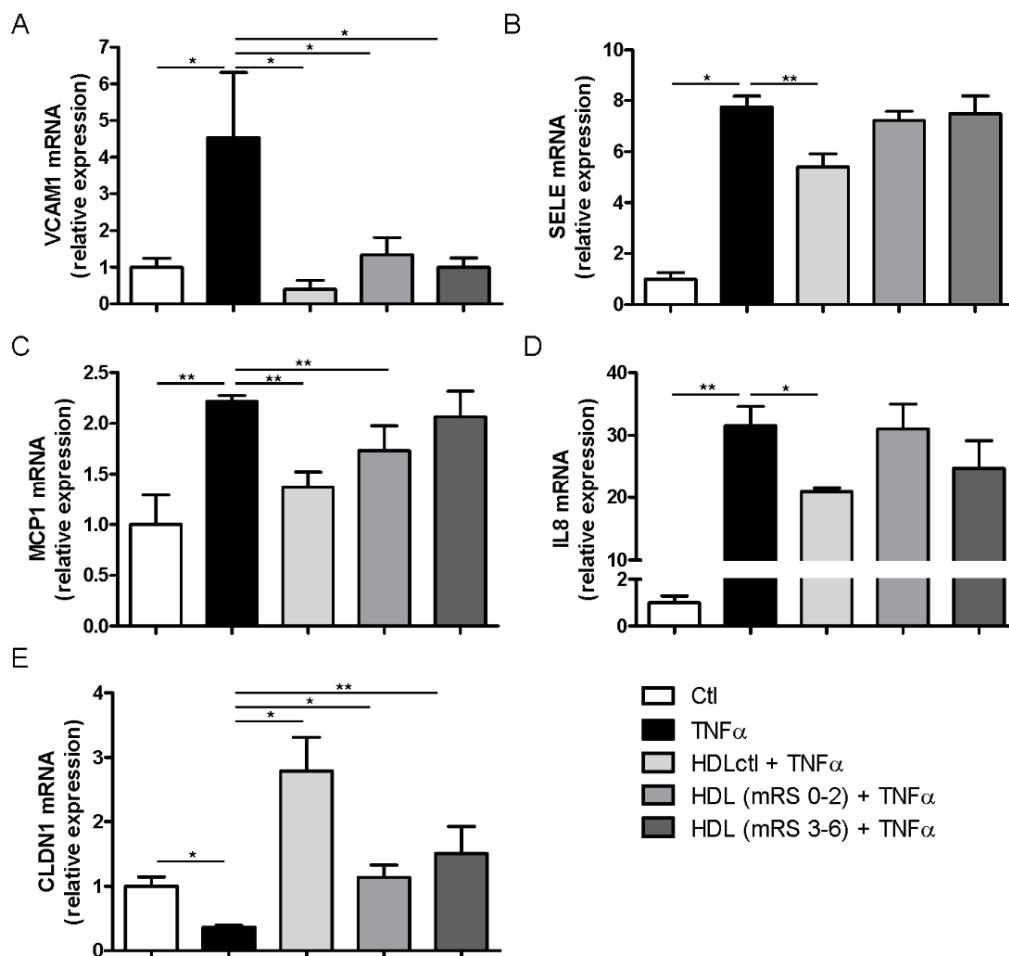 A
VCAM1 mRNA
(relative expression)
7
6
5
4
3
2
1
0
*
*
*
*
B
SELE mRNA
(relative expression)
10
8
6
4
2
0
*
**
C
MCP1 mRNA
(relative expression)
2.5
2.0
1.5
1.0
0.5
0.0
**
**
**
D
IL8 mRNA
(relative expression)
40
30
20
10
2
0
**
*
E
CLDN1 mRNA
(relative expression)
4
3
2
1
0
*
*
*
**
Ctl
TNFα
HDLctl + TNFα
HDL (mRS 0-2) + TNFα
HDL (mRS 3-6) + TNFα